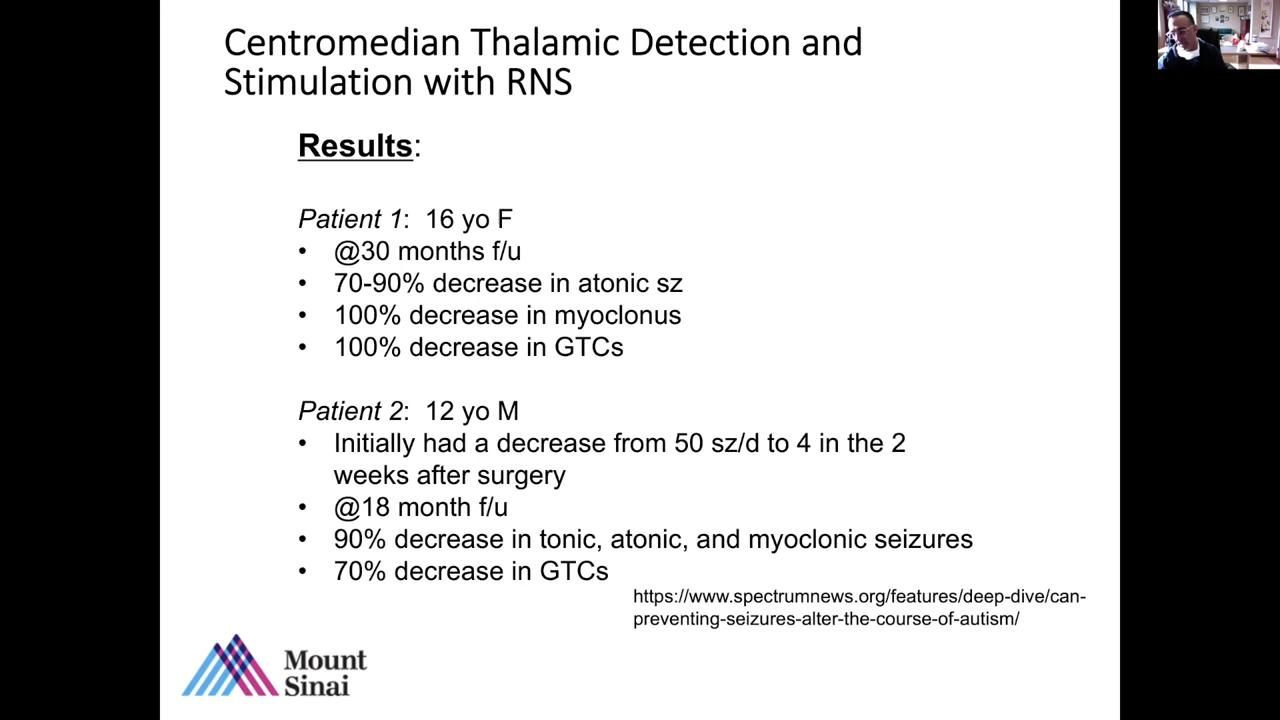 Centromedian Thalamic Detection and
Stimulation with RNS
Results:
Patient 1: 16 yo F
• @30 months f/u
• 70-90% decrease in atonic sz
• 100% decrease in myoclonus
• 100% decrease in GTCs
Patient 2: 12 yo M
• Initially had a decrease from 50 sz/d to 4 in the 2
weeks after surgery
• @18 month f/u
• 90% decrease in tonic, atonic, and myoclonic seizures
• 70% decrease in GTCs
https://www.spectrumnews.org/features/deep-dive/can-
preventing-seizures-alter-the-course-of-autism/
Mount
Sinai